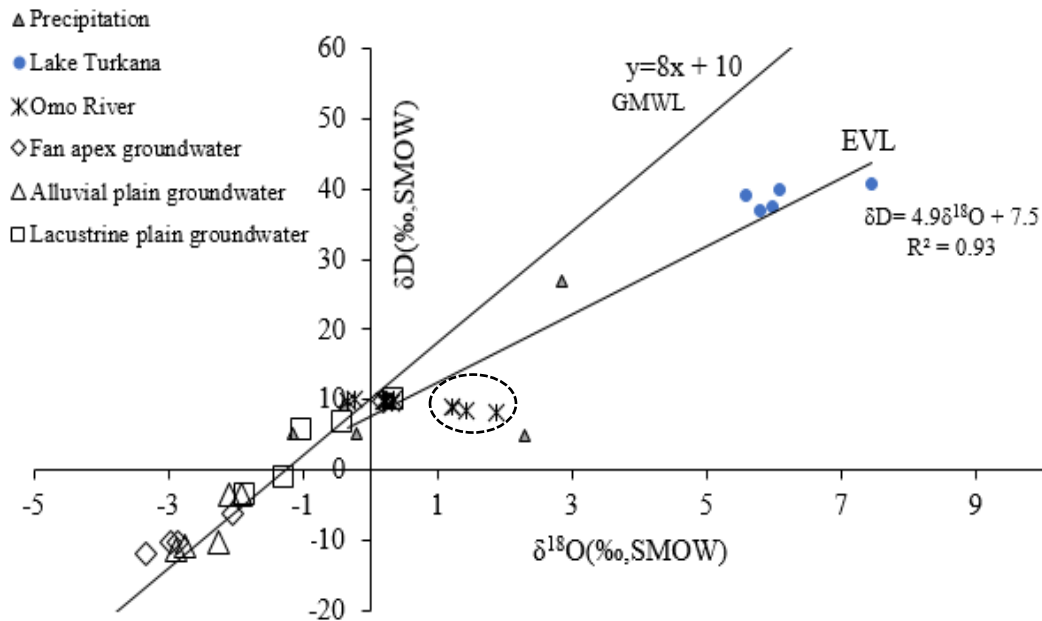 Precipitation
Lake Turkana
Omo River
Fan apex groundwater
Alluvial plain groundwater
Lacustrine plain groundwater
60
50
40
30
20
10
0
-10
-20
-5
-3
-1
1
3
5
7
9
δD(‰,SMOW)
δ¹⁸O(‰,SMOW)
y=8x + 10
GMWL
EVL
δD= 4.9δ¹⁸O + 7.5
R² = 0.93